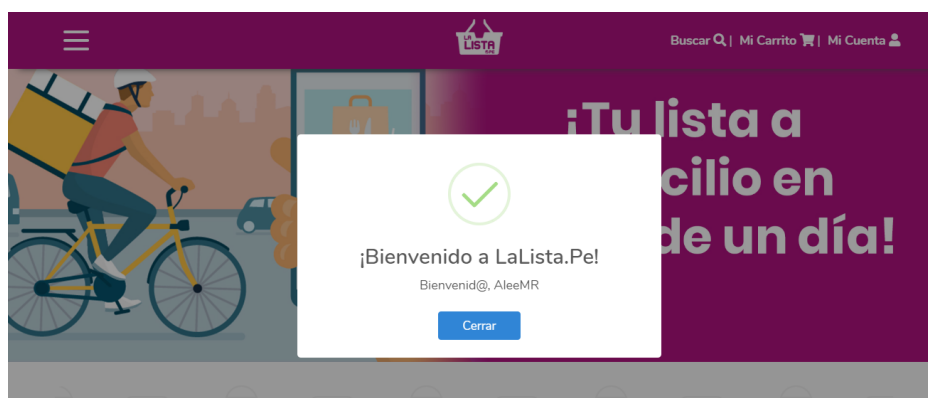 LA
LISTA
.PE
Buscar | Mi Carrito | Mi Cuenta
¡Tu lista a
cilio en
de un día!
¡Bienvenido a LaLista.Pe!
Bienvenid@, AleeMR
Cerrar